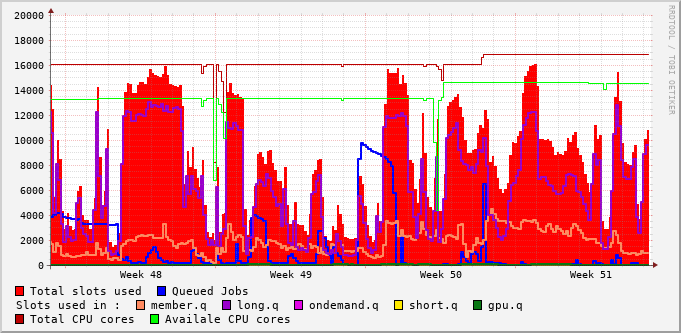 20000
18000
16000
14000
12000
10000
8000
6000
4000
2000
0
Week 48 Week 49 Week 50 Week 51
RRDTOOL / TOBI OETIKER
Total slots used Queued Jobs
Slots used in : member.q long.q ondemand.q short.q gpu.q
Total CPU cores Availale CPU cores